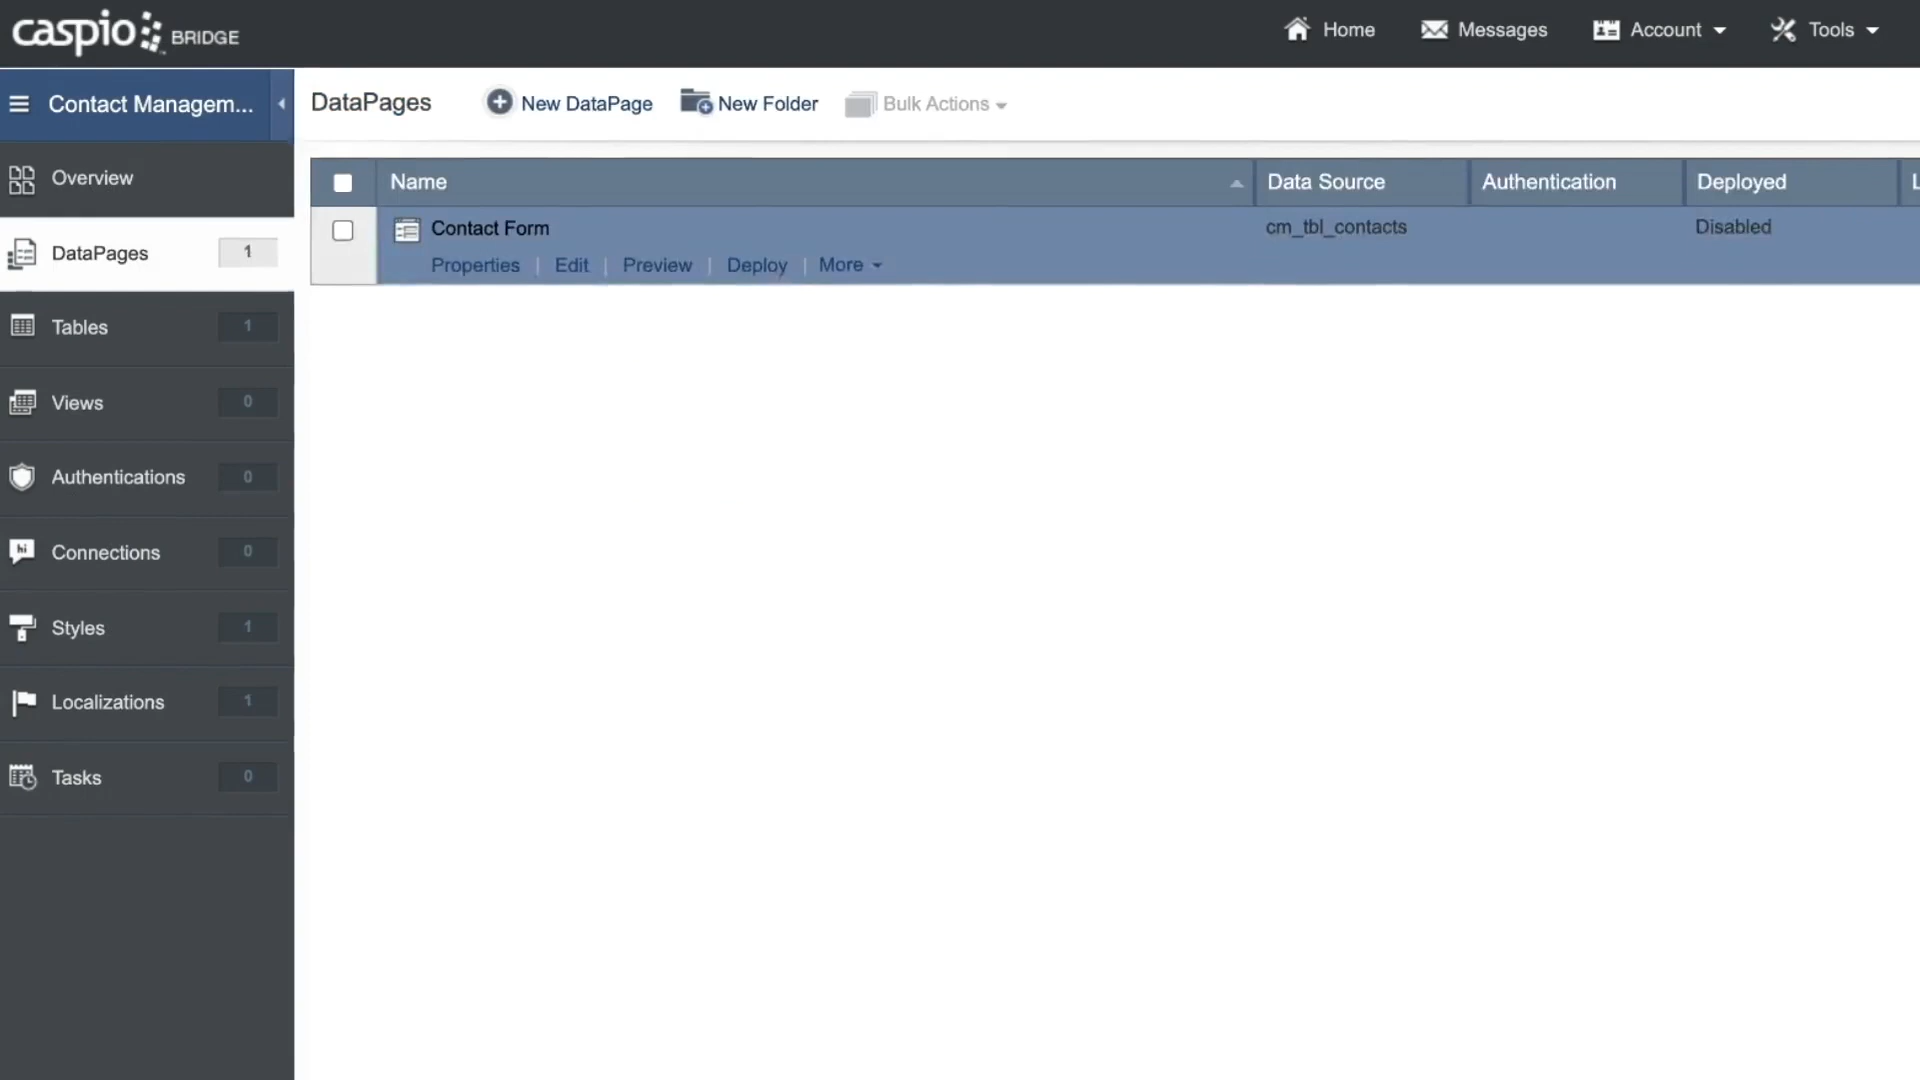 caspio BRIDGE
Home Messages Account Tools
Contact Managem...
DataPages New DataPage New Folder Bulk Actions
Overview
DataPages 1
Tables 1
Views 0
Authentications 0
hi Connections 0
Styles 1
Localizations 1
Tasks 0
Name Data Source Authentication Deployed
Contact Form cm_tbl_contacts Disabled
Properties | Edit | Preview | Deploy | More